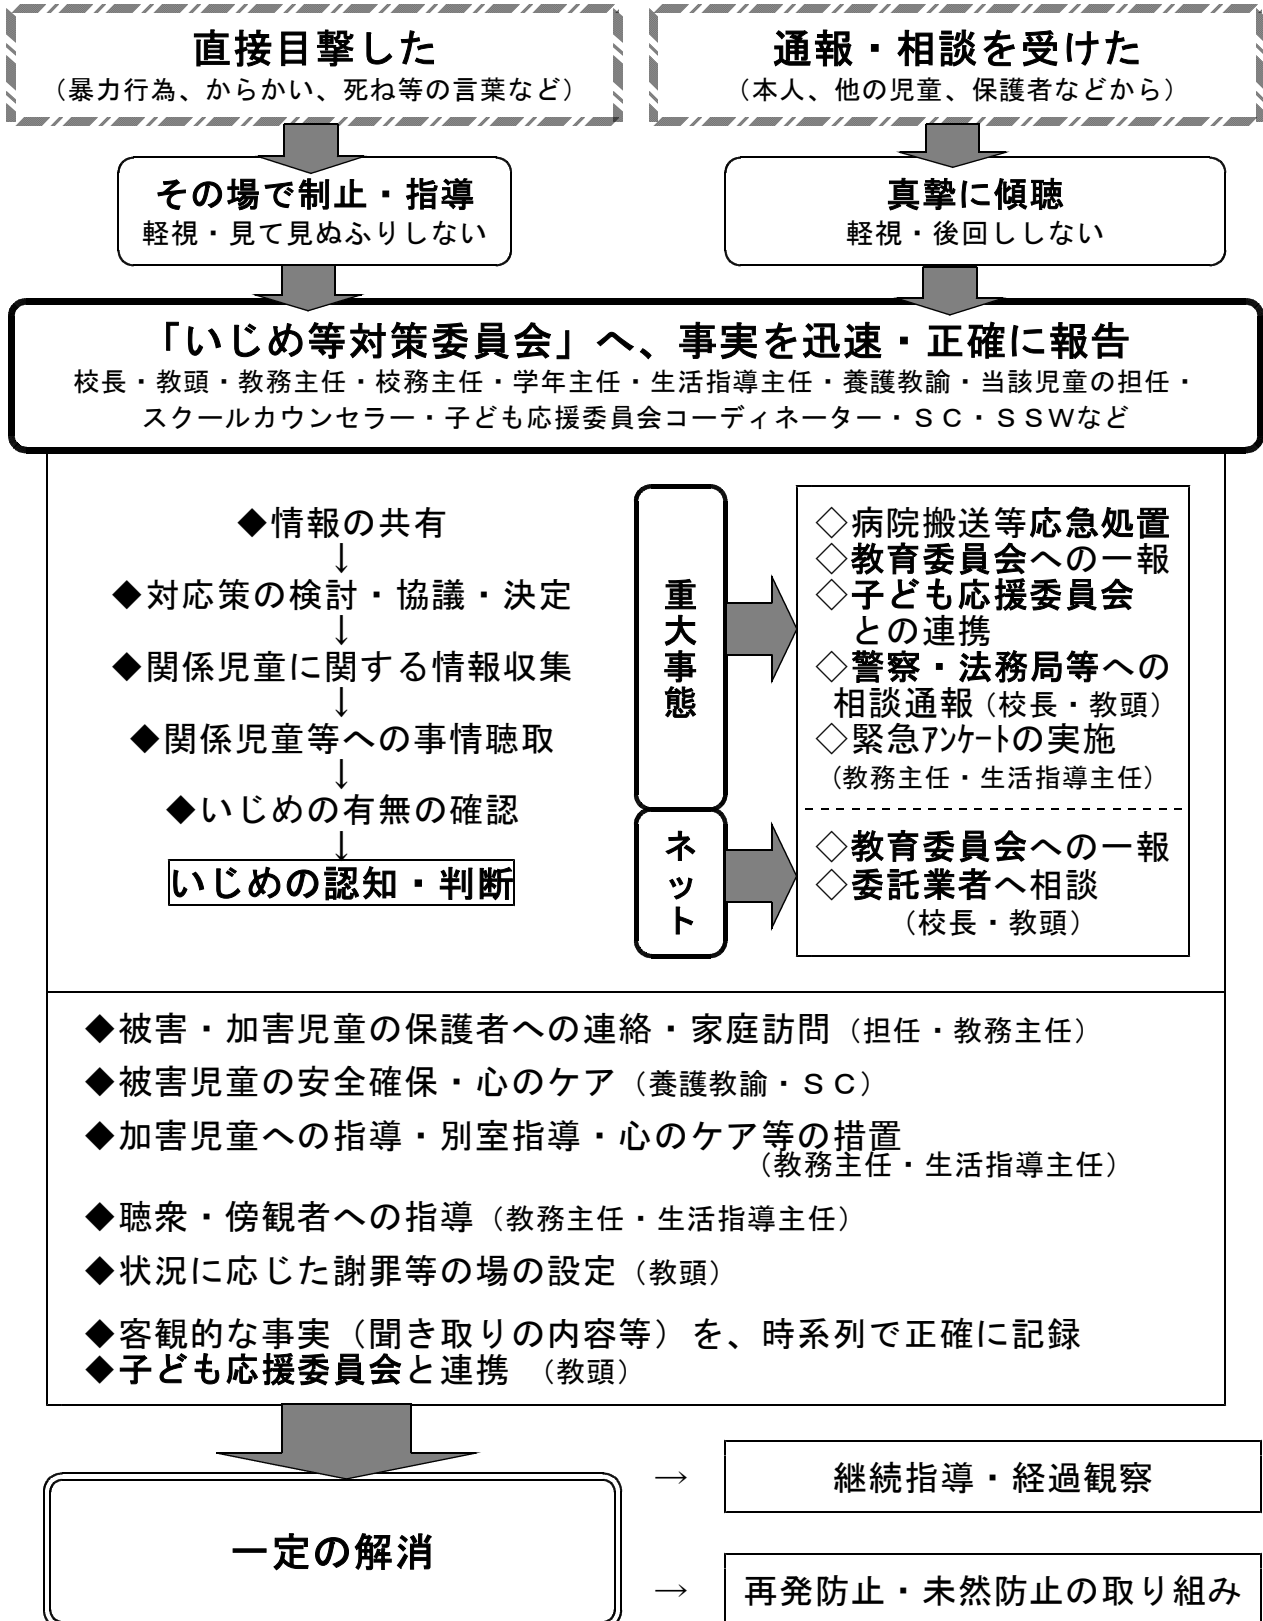 直接目撃した
（暴力行為、からかい、死ね等の言葉など）
通報・相談を受けた
（本人、他の児童、保護者などから）
その場で制止・指導
軽視・見て見ぬふりしない
真摯に傾聴
軽視・後回ししない
「いじめ等対策委員会」へ、事実を迅速・正確に報告
校長・教頭・教務主任・校務主任・学年主任・生活指導主任・養護教諭・当該児童の担任・
スクールカウンセラー・子ども応援委員会コーディネーター・ＳＣ・ＳＳＷなど
◆情報の共有
↓
◆対応策の検討・協議・決定
↓
◆関係児童に関する情報収集
↓
◆関係児童等への事情聴取
↓
◆いじめの有無の確認
↓
いじめの認知・判断
重大事態
◇病院搬送等応急処置
◇教育委員会への一報
◇子ども応援委員会
との連携
◇警察・法務局等への
相談通報（校長・教頭）
◇緊急ｱﾝｹｰﾄの実施
（教務主任・生活指導主任）
ネット
◇教育委員会への一報
◇委託業者へ相談
（校長・教頭）
◆被害・加害児童の保護者への連絡・家庭訪問（担任・教務主任）
◆被害児童の安全確保・心のケア（養護教諭・ＳＣ）
◆加害児童への指導・別室指導・心のケア等の措置
（教務主任・生活指導主任）
◆聴衆・傍観者への指導（教務主任・生活指導主任）
◆状況に応じた謝罪等の場の設定（教頭）
◆客観的な事実（聞き取りの内容等）を、時系列で正確に記録
◆子ども応援委員会と連携　（教頭）
一定の解消
→ 継続指導・経過観察
→ 再発防止・未然防止の取り組み